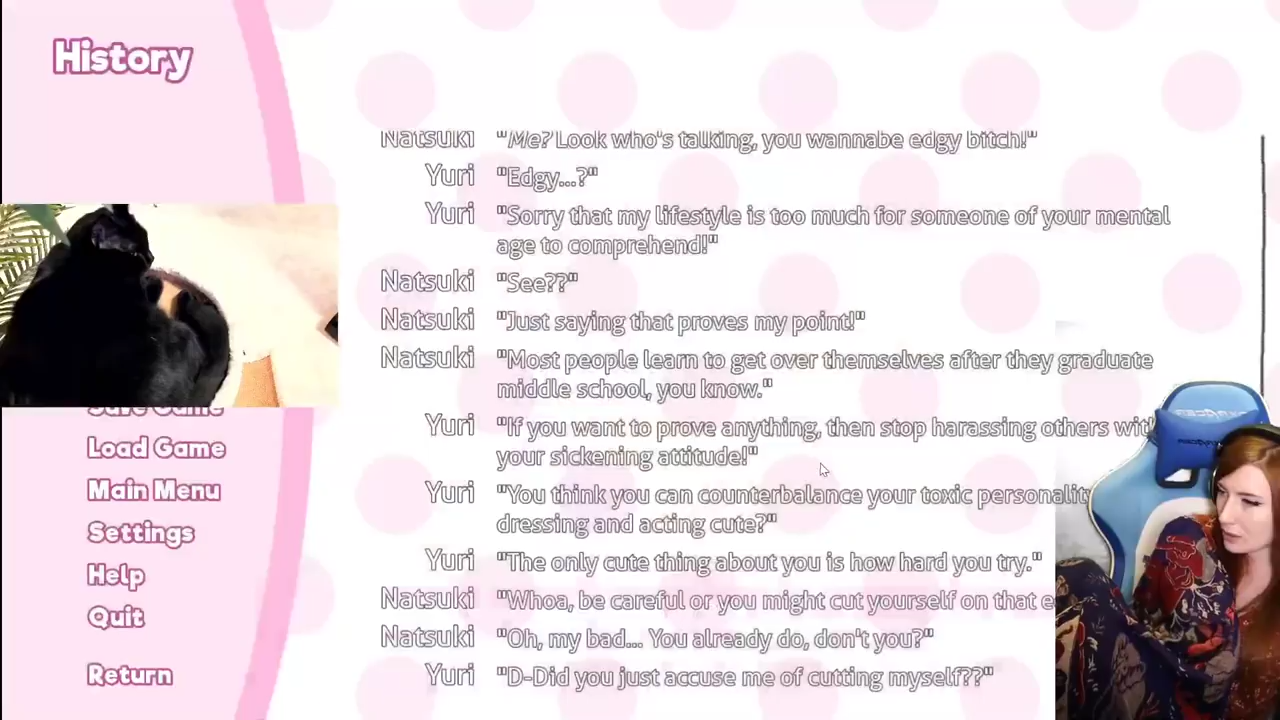 History
Natsuki "Me? Look who's talking, you wannabe edgy bitch!"
Yuri "Edgy...?"
Yuri "Sorry that my lifestyle is too much for someone of your mental
age to comprehend!"
Natsuki "See??"
Natsuki "Just saying that proves my point!"
Natsuki "Most people learn to get over themselves after they graduate
middle school, you know."
Yuri "If you want to prove anything, then stop harassing others with
your sickening attitude!"
Yuri "You think you can counterbalance your toxic personality
dressing and acting cute?"
Yuri "The only cute thing about you is how hard you try."
Natsuki "Whoa, be careful or you might cut yourself on that
Natsuki "Oh, my bad... You already do, don't you?"
Yuri "D-Did you just accuse me of cutting myself??"
Save Game
Load Game
Main Menu
Settings
Help
Quit
Return